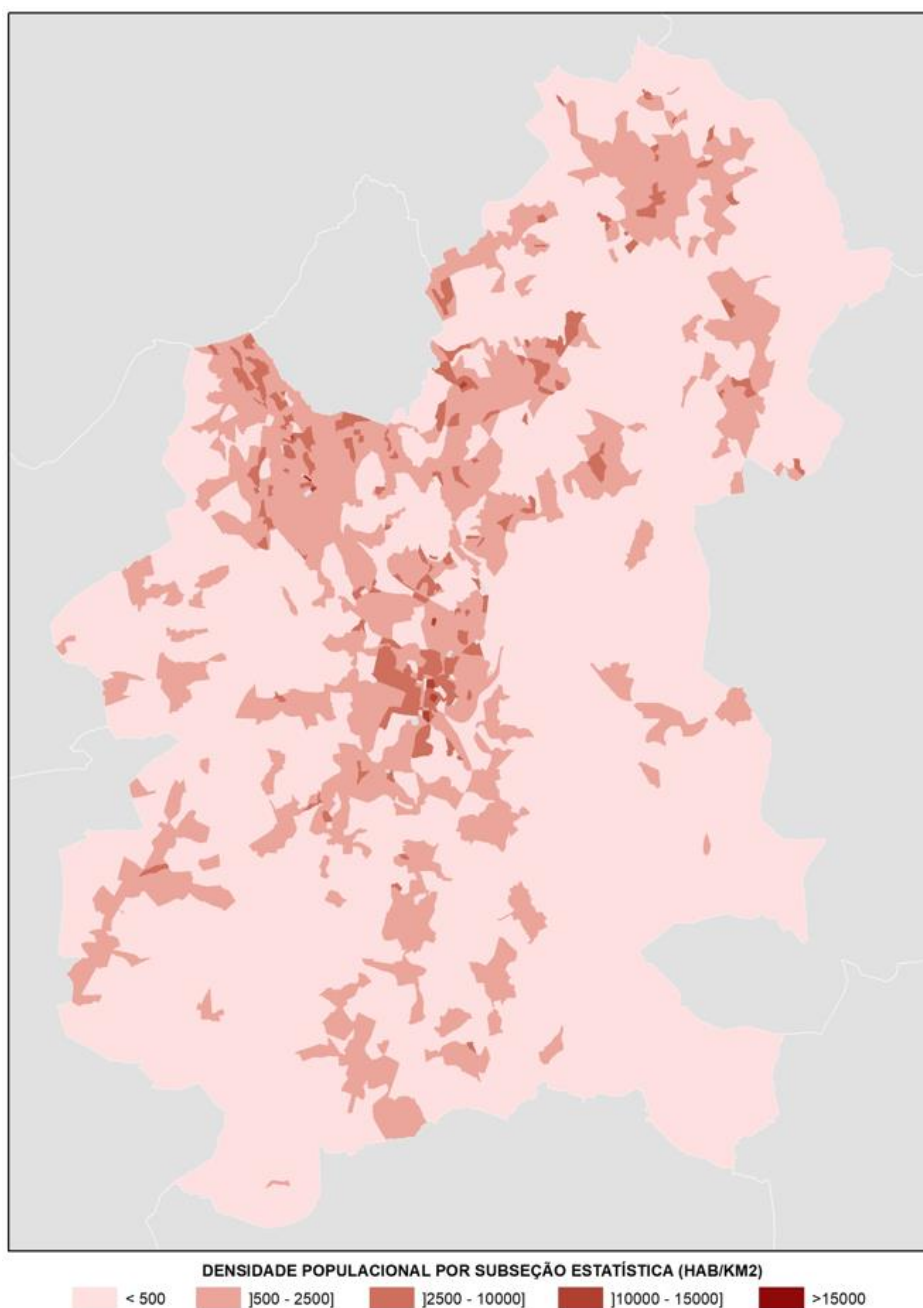 DENSIDADE POPULACIONAL POR SUBSEÇÃO ESTATÍSTICA (HAB/KM2)
< 500 ]500 - 2500] ]2500 - 10000] ]10000 - 15000] >15000